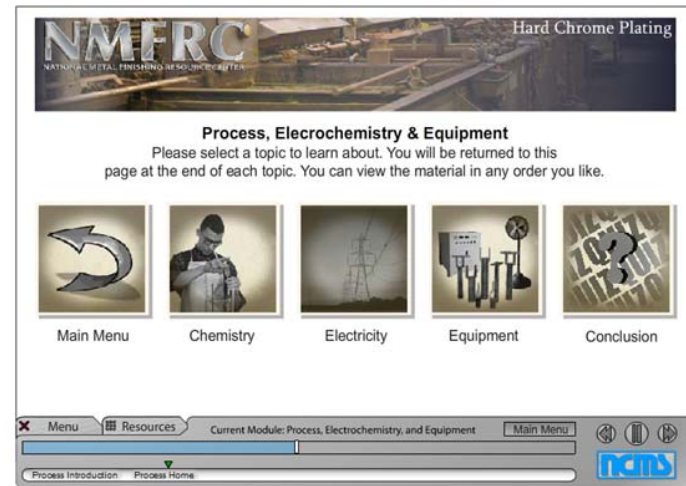 NMFRC
NATIONAL METAL FINISHING RESOURCE CENTER
Hard Chrome Plating
Process, Elecrochemistry & Equipment
Please select a topic to learn about. You will be returned to this
page at the end of each topic. You can view the material in any order you like.
Main Menu
Chemistry
Electricity
Equipment
Conclusion
Menu
Resources
Current Module: Process, Electrochemistry, and Equipment
Main Menu
Process Introduction
Process Home
ncms